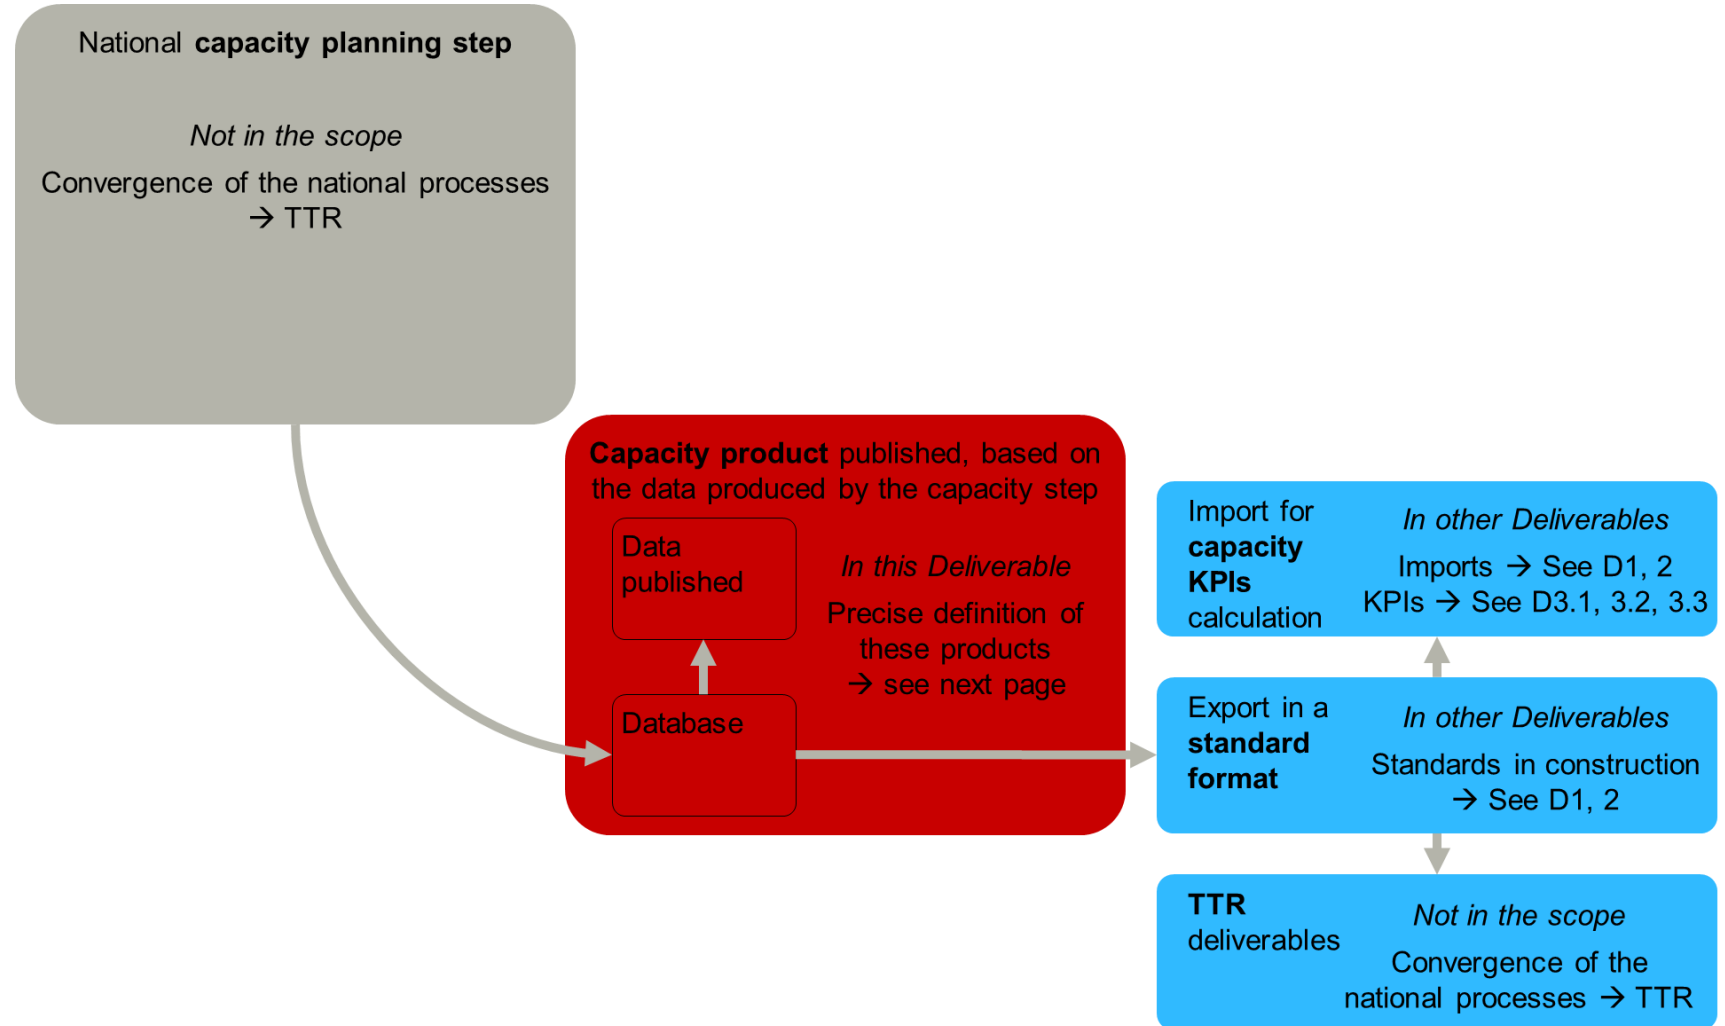 National capacity planning step
Not in the scope
Convergence of the national processes
→ TTR
Capacity product published, based on
the data produced by the capacity step
Data
published
In this Deliverable
Precise definition of
these products
→ see next page
Database
Import for
capacity
KPIs
calculation
In other Deliverables
Imports → See D1, 2
KPIs → See D3.1, 3.2, 3.3
Export in a
standard
format
In other Deliverables
Standards in construction
→ See D1, 2
TTR
deliverables
Not in the scope
Convergence of the
national processes → TTR